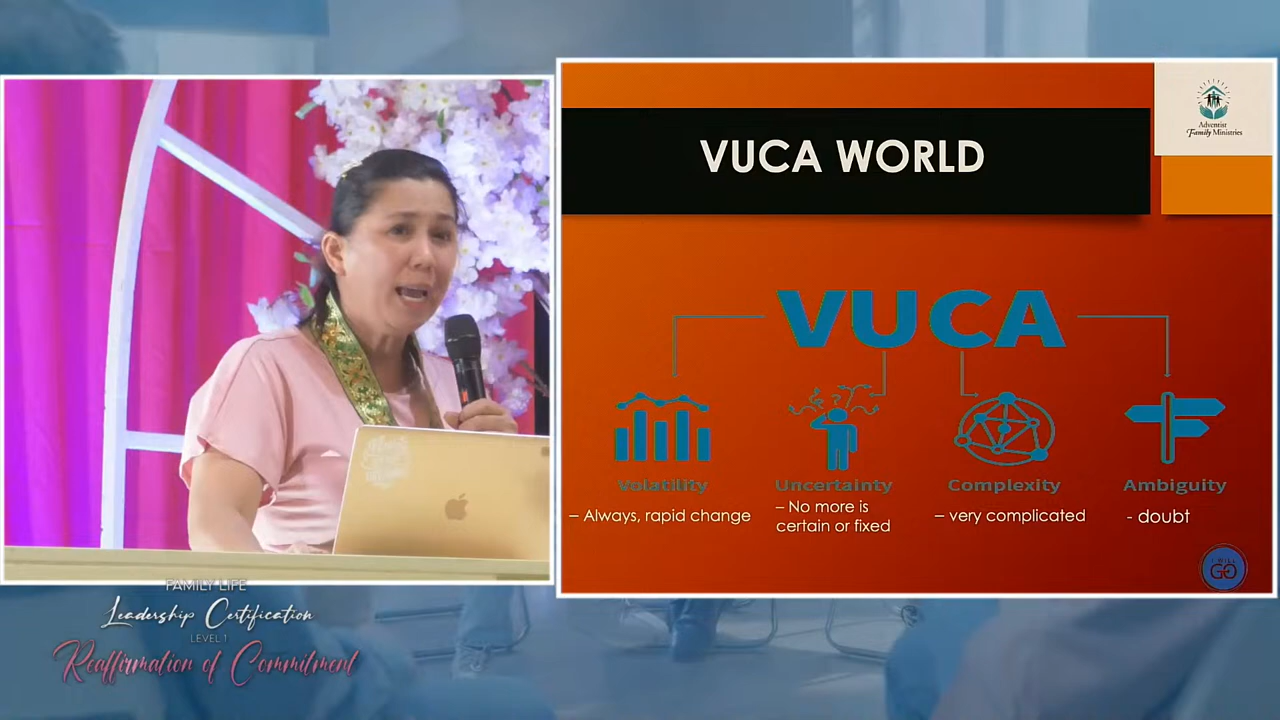 VUCA WORLD
Adventist
Family Ministries
VUCA
Volatility
– Always, rapid change
Uncertainty
– No more is
certain or fixed
Complexity
– very complicated
Ambiguity
- doubt
I WILL
GO
FAMILY LIFE
Leadership Certification
LEVEL 1
Reaffirmation of Commitment